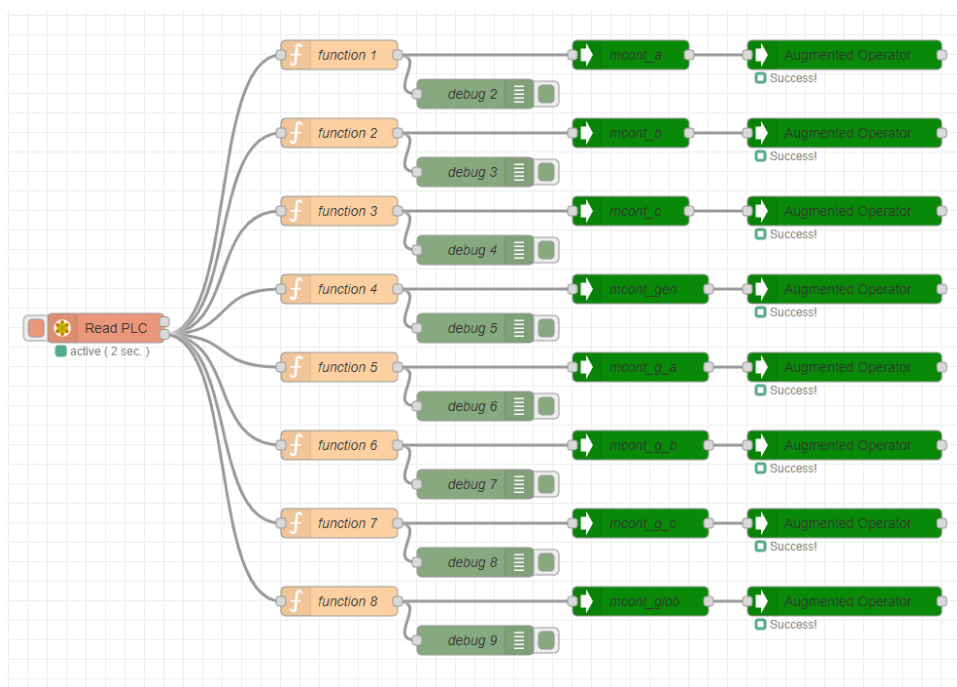 function 1
mcont_a
Augmented Operator
Success!
debug 2
function 2
mcont_b
Augmented Operator
Success!
debug 3
function 3
mcont_c
Augmented Operator
Success!
debug 4
function 4
mcont_gen
Augmented Operator
Success!
debug 5
Read PLC
active ( 2 sec. )
function 5
mcont_g_a
Augmented Operator
Success!
debug 6
function 6
mcont_g_b
Augmented Operator
Success!
debug 7
function 7
mcont_g_c
Augmented Operator
Success!
debug 8
function 8
mcont_glob
Augmented Operator
Success!
debug 9